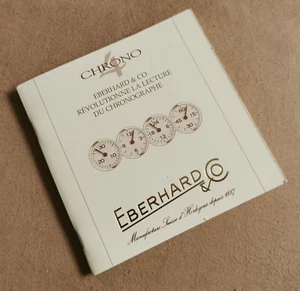 CHRONO
4
EBERHARD & CO
RÉVOLUTIONNE LA LECTURE
DU CHRONOGRAPHE
EBERHARD
& CO
Manufacture Suisse d'Horlogerie depuis 1887